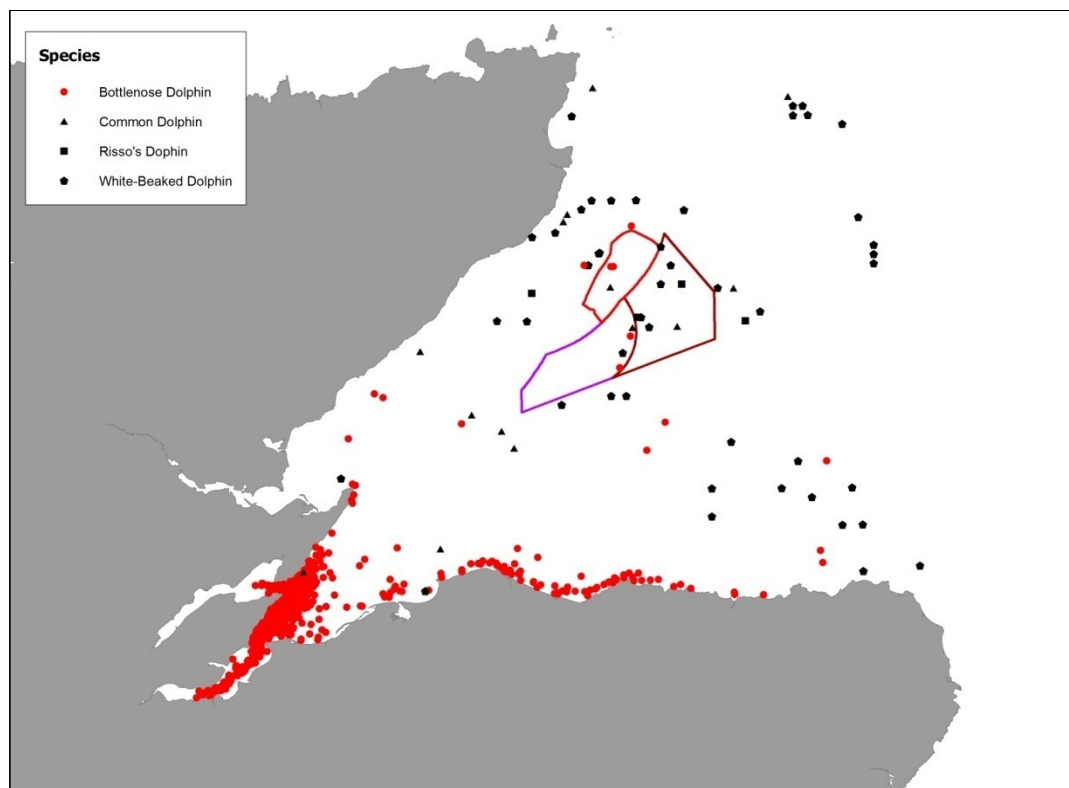 Species
Bottlenose Dolphin
Common Dolphin
Risso's Dophin
White-Beaked Dolphin